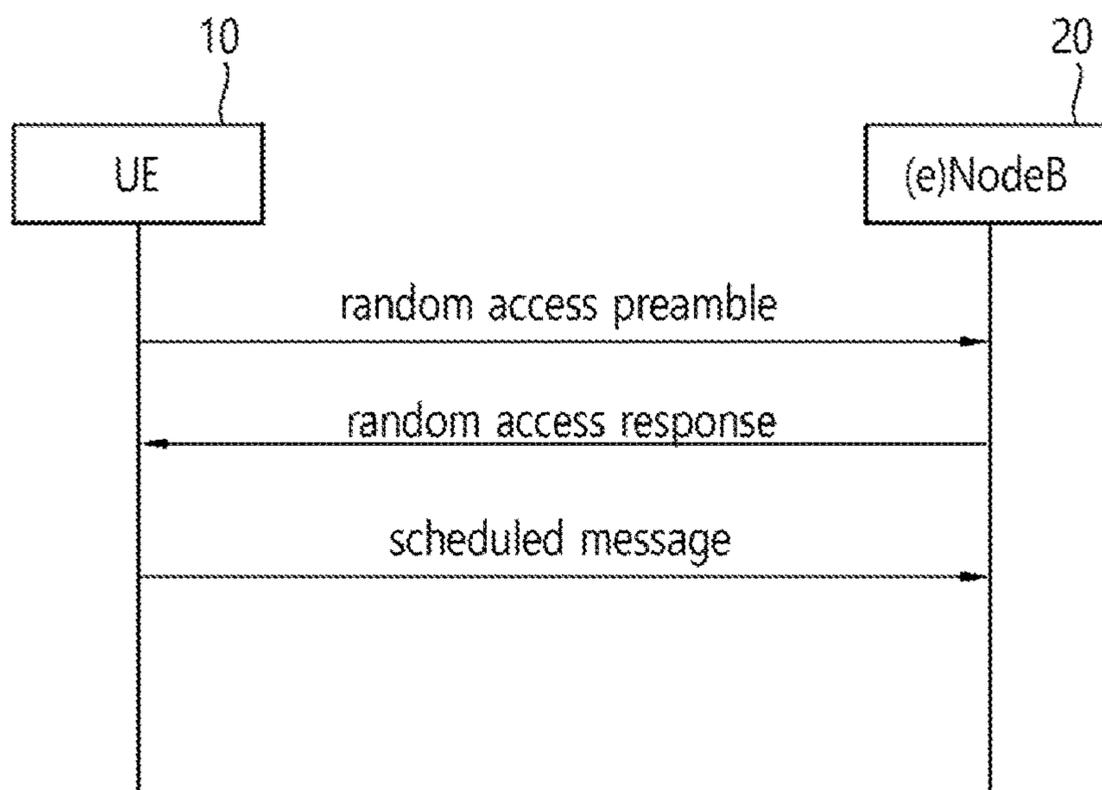 10
20
UE
(e)NodeB
random access preamble
random access response
scheduled message